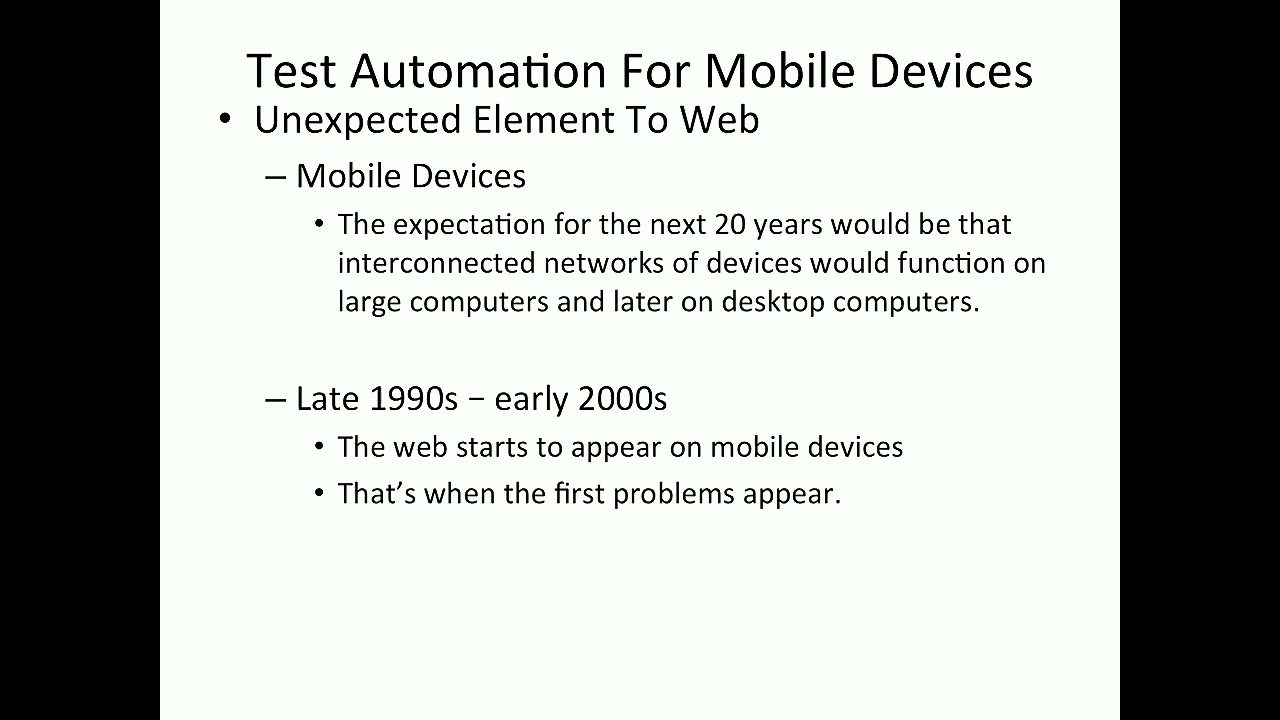 Test Automation For Mobile Devices
• Unexpected Element To Web
– Mobile Devices
• The expectation for the next 20 years would be that
interconnected networks of devices would function on
large computers and later on desktop computers.
– Late 1990s – early 2000s
• The web starts to appear on mobile devices
• That’s when the first problems appear.